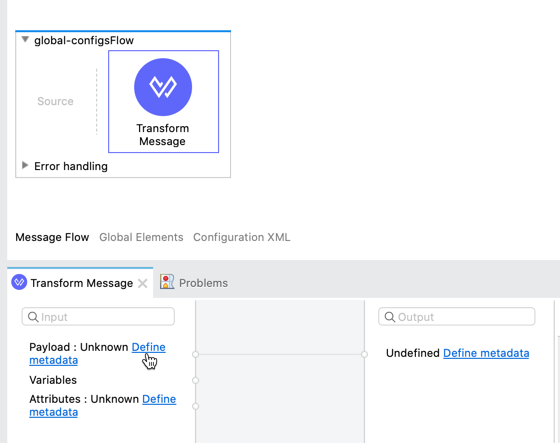 global-configsFlow
Source
Transform
Message
Error handling
Message Flow Global Elements Configuration XML
Transform Message Problems
Input
Output
Payload : Unknown Define
metadata
Undefined Define metadata
Variables
Attributes : Unknown Define
metadata